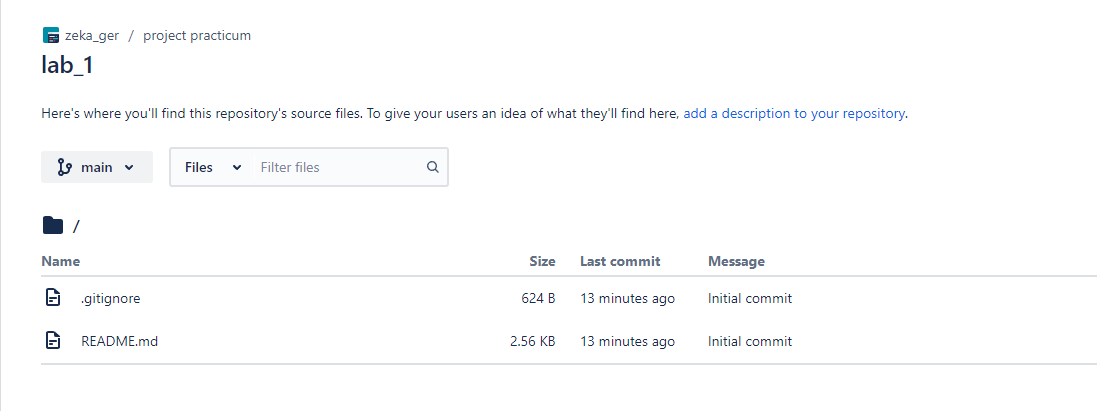 zeka_ger / project practicum
lab_1
Here's where you'll find this repository's source files. To give your users an idea of what they'll find here, add a description to your repository.
main Files Filter files
/
Name Size Last commit Message
.gitignore 624 B 13 minutes ago Initial commit
README.md 2.56 KB 13 minutes ago Initial commit